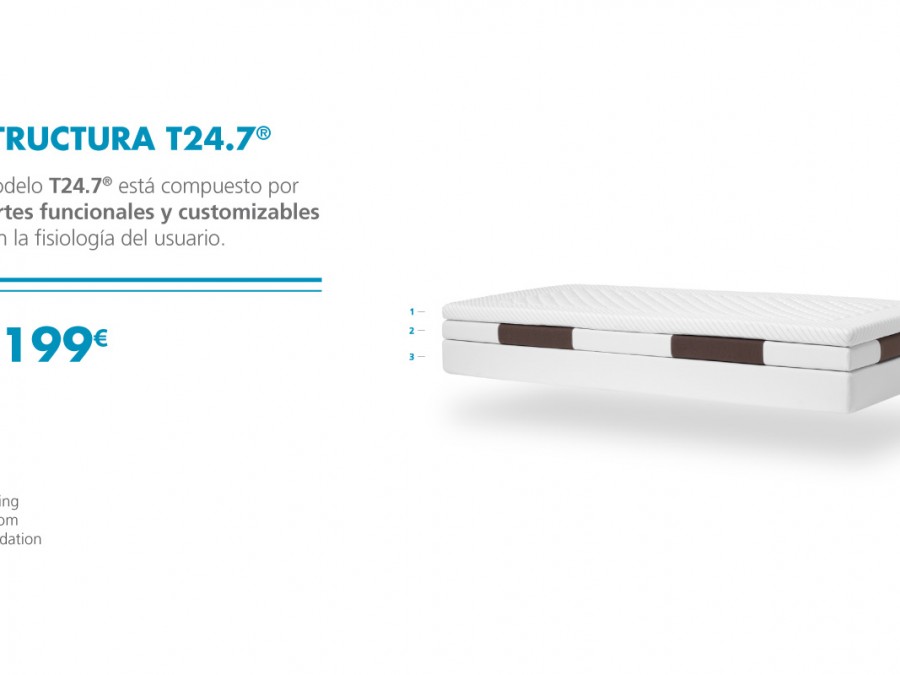 TRUCTURA T24.7®
odelo T24.7® está compuesto por
rtes funcionales y customizables
n la fisiología del usuario.
199€
1
2
3
ing
om
dation